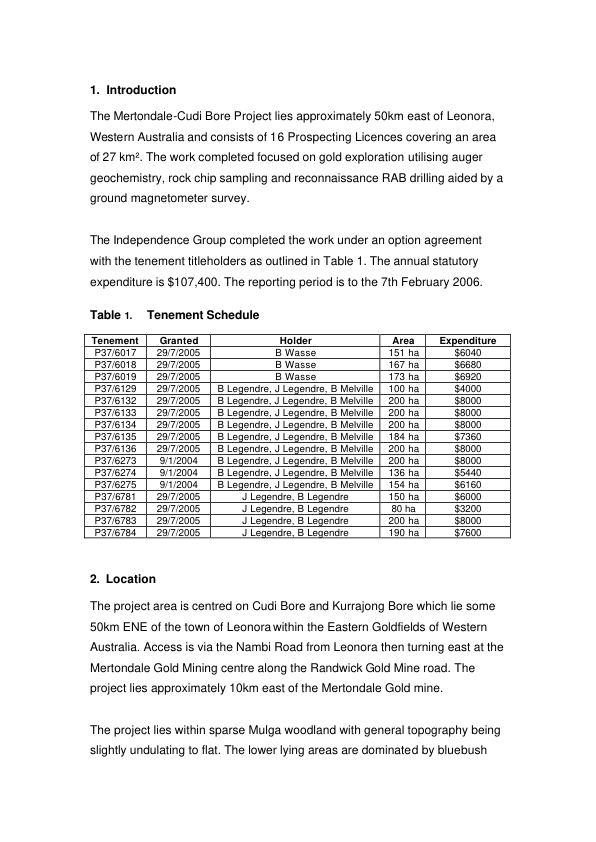 1. Introduction
The Mertondale-Cudi Bore Project lies approximately 50km east of Leonora,
Western Australia and consists of 16 Prospecting Licences covering an area
of 27 km². The work completed focused on gold exploration utilising auger
geochemistry, rock chip sampling and reconnaissance RAB drilling aided by a
ground magnetometer survey.
The Independence Group completed the work under an option agreement
with the tenement titleholders as outlined in Table 1. The annual statutory
expenditure is $107,400. The reporting period is to the 7th February 2006.
Table 1. Tenement Schedule
Tenement Granted Holder Area Expenditure
P37/6017 29/7/2005 B Wasse 151 ha $6040
P37/6018 29/7/2005 B Wasse 167 ha $6680
P37/6019 29/7/2005 B Wasse 173 ha $6920
P37/6129 29/7/2005 B Legendre, J Legendre, B Melville 100 ha $4000
P37/6132 29/7/2005 B Legendre, J Legendre, B Melville 200 ha $8000
P37/6133 29/7/2005 B Legendre, J Legendre, B Melville 200 ha $8000
P37/6134 29/7/2005 B Legendre, J Legendre, B Melville 200 ha $8000
P37/6135 29/7/2005 B Legendre, J Legendre, B Melville 184 ha $7360
P37/6136 29/7/2005 B Legendre, J Legendre, B Melville 200 ha $8000
P37/6273 9/1/2004 B Legendre, J Legendre, B Melville 200 ha $8000
P37/6274 9/1/2004 B Legendre, J Legendre, B Melville 136 ha $5440
P37/6275 9/1/2004 B Legendre, J Legendre, B Melville 154 ha $6160
P37/6781 29/7/2005 J Legendre, B Legendre 150 ha $6000
P37/6782 29/7/2005 J Legendre, B Legendre 80 ha $3200
P37/6783 29/7/2005 J Legendre, B Legendre 200 ha $8000
P37/6784 29/7/2005 J Legendre, B Legendre 190 ha $7600
2. Location
The project area is centred on Cudi Bore and Kurrajong Bore which lie some
50km ENE of the town of Leonora within the Eastern Goldfields of Western
Australia. Access is via the Nambi Road from Leonora then turning east at the
Mertondale Gold Mining centre along the Randwick Gold Mine road. The
project lies approximately 10km east of the Mertondale Gold mine.
The project lies within sparse Mulga woodland with general topography being
slightly undulating to flat. The lower lying areas are dominated by bluebush